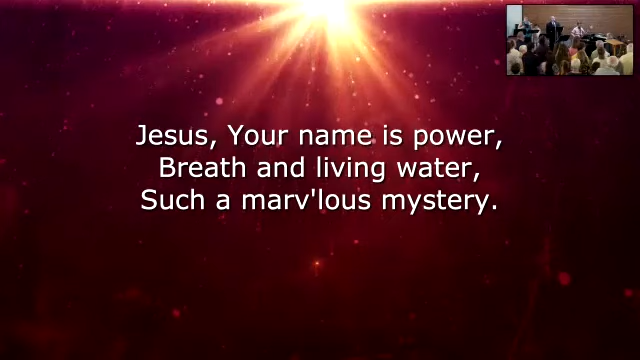 Jesus, Your name is power,
Breath and living water,
Such a marv'lous mystery.